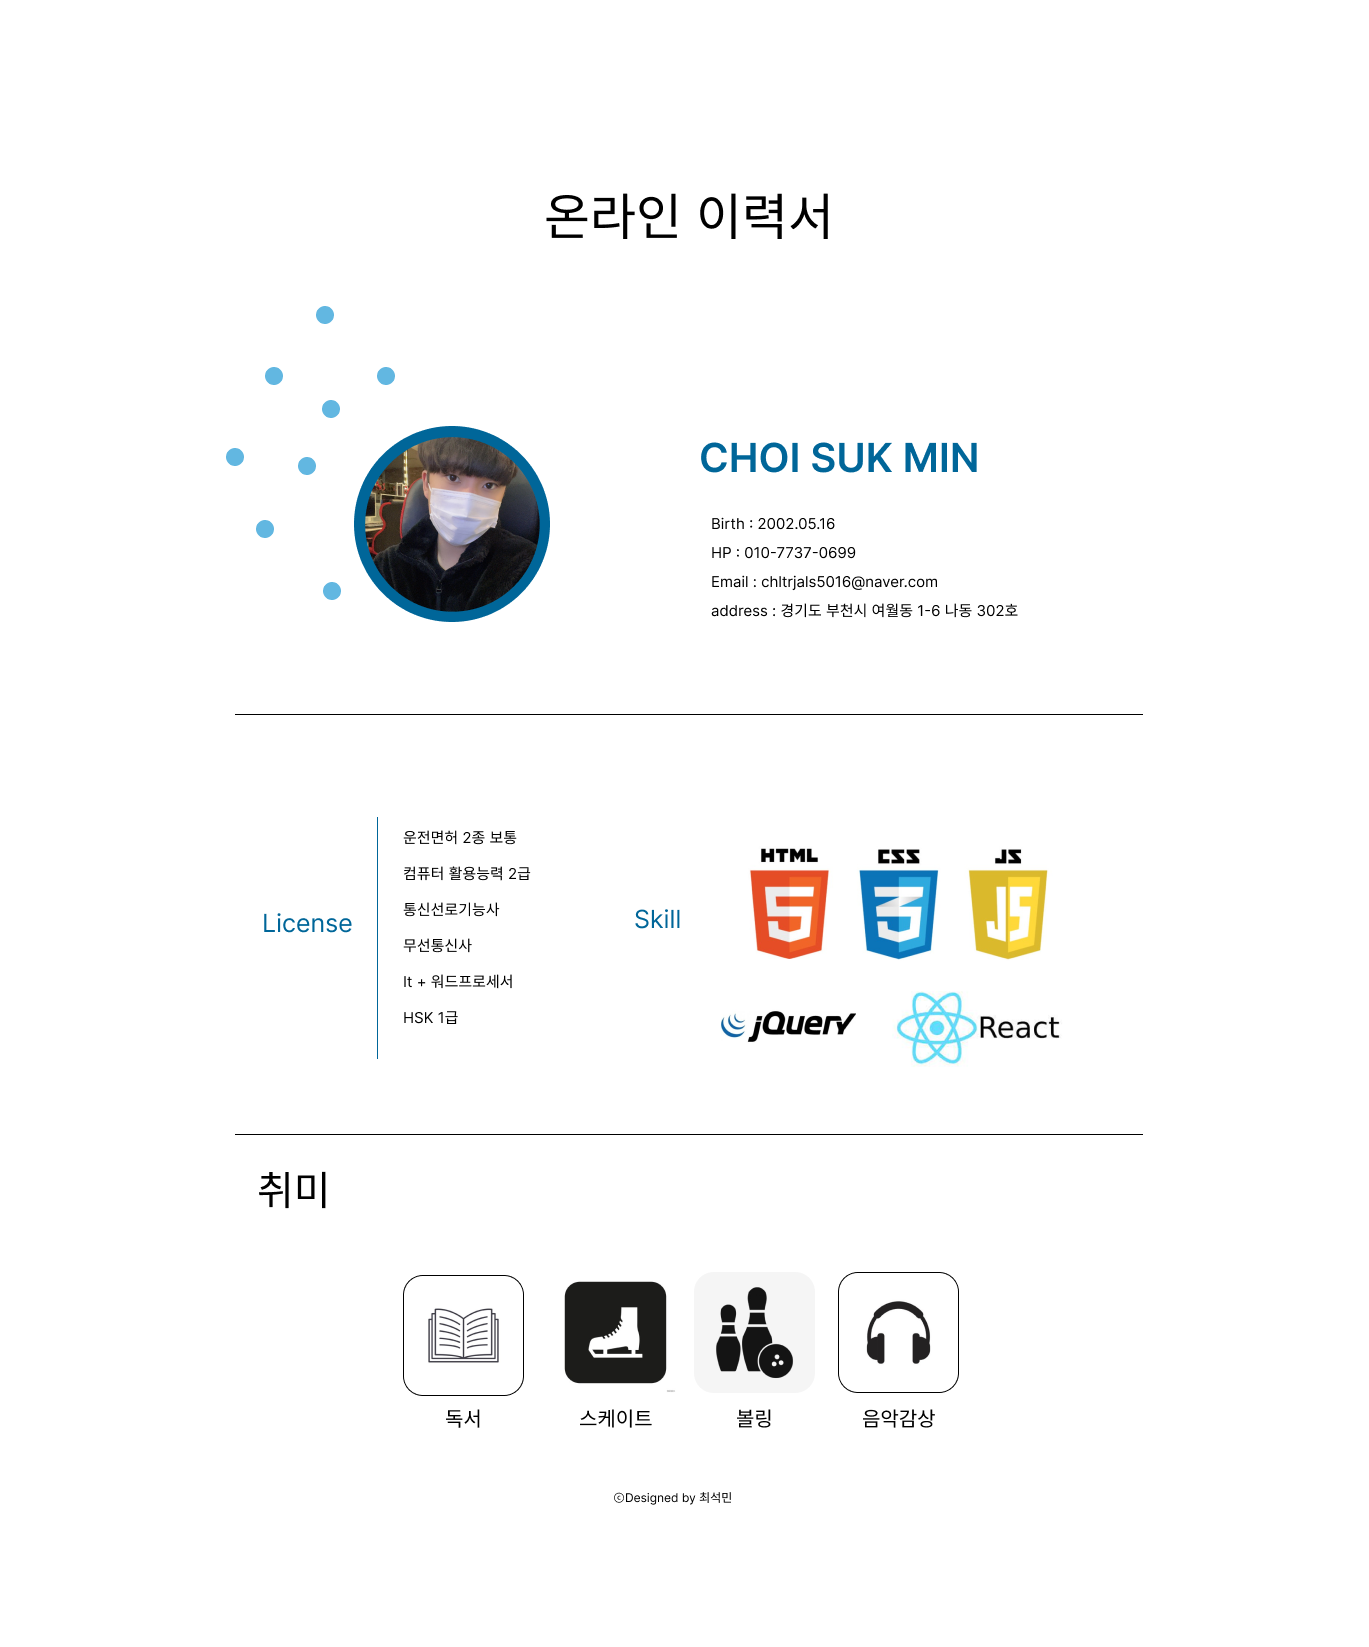 온라인 이력서
CHOI SUK MIN
Birth : 2002.05.16
HP : 010-7737-0699
Email : chltrjals5016@naver.com
address : 경기도 부천시 여월동 1-6 나동 302호
License
운전면허 2종 보통
컴퓨터 활용능력 2급
통신선로기능사
무선통신사
It + 워드프로세서
HSK 1급
Skill
HTML CSS JS
5 3 JS
jQuery React
취미
독서 스케이트 볼링 음악감상
ⓒDesigned by 최석민